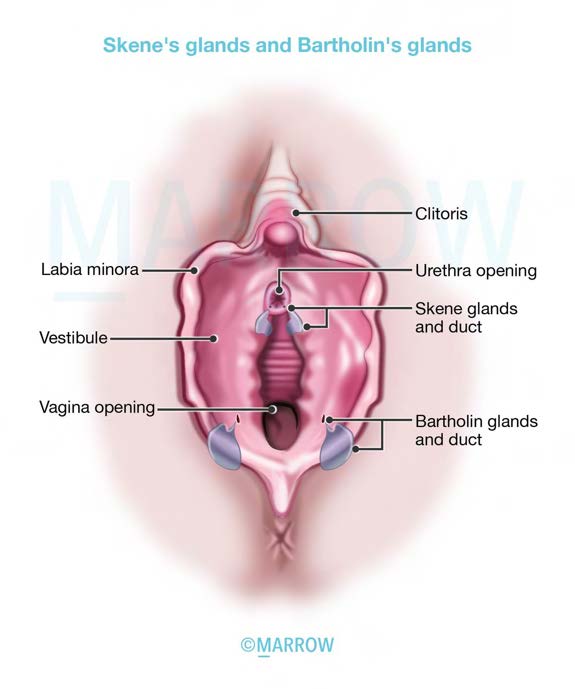 Skene's glands and Bartholin's glands
MARROW
Clitoris
Labia minora
Urethra opening
Skene glands
and duct
Vestibule
Vagina opening
Bartholin glands
and duct
©MARROW